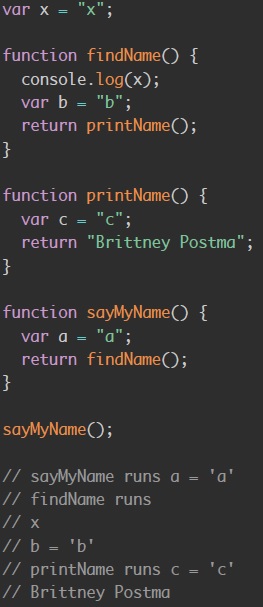 var x = "x";

function findName() {
  console.log(x);
  var b = "b";
  return printName();
}

function printName() {
  var c = "c";
  return "Brittney Postma";
}

function sayMyName() {
  var a = "a";
  return findName();
}

sayMyName();

// sayMyName runs a = 'a'
// findName runs
// x
// b = 'b'
// printName runs c = 'c'
// Brittney Postma